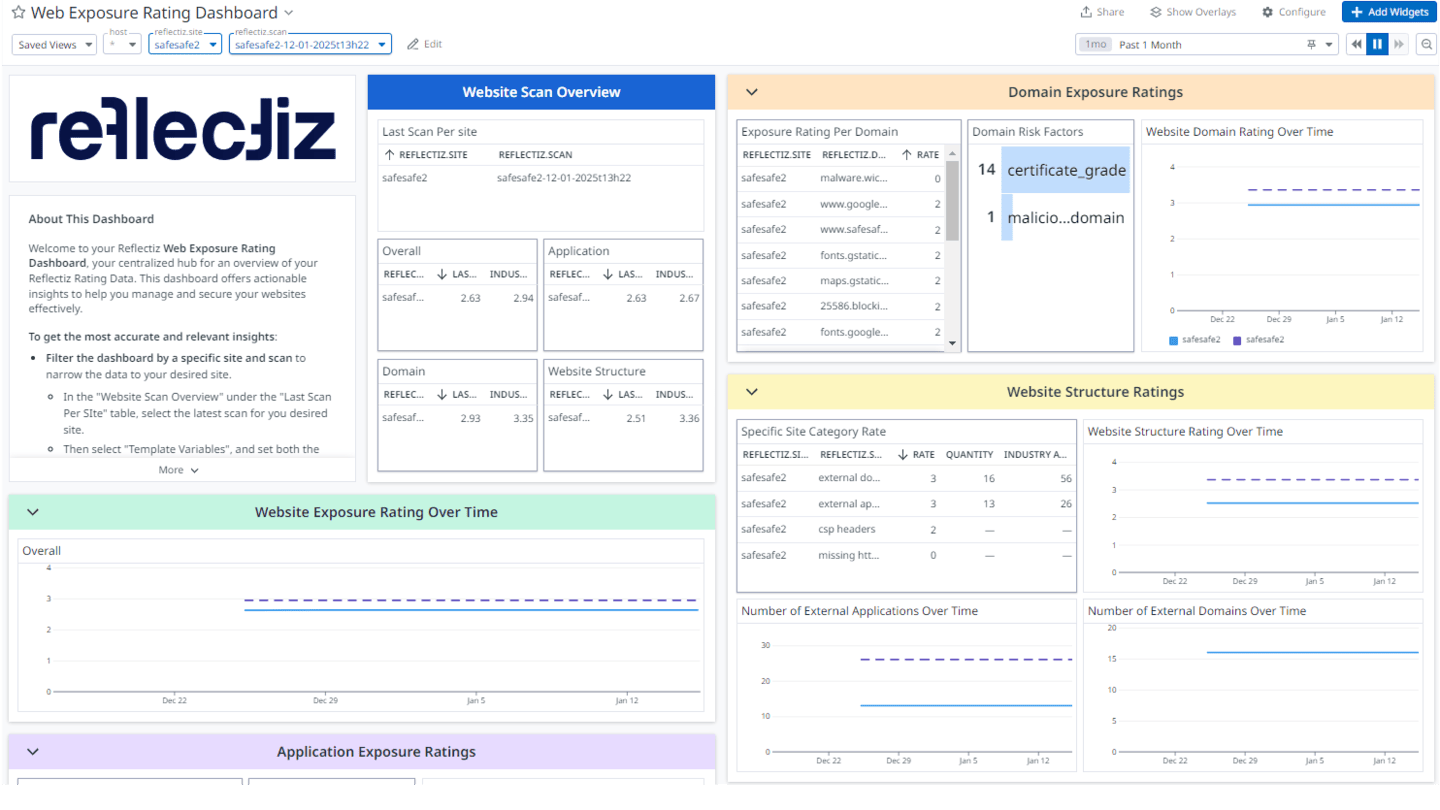 Web Exposure Rating Dashboard
Share
Show Overlays
Configure
Add Widgets
Saved Views
host
*
reflectiz.site
safesafe2
reflectiz.scan
safesafe2-12-01-2025t13h22
Edit
1mo Past 1 Month
reflectiz
About This Dashboard
Welcome to your Reflectiz Web Exposure Rating
Dashboard, your centralized hub for an overview of your
Reflectiz Rating Data. This dashboard offers actionable
insights to help you manage and secure your websites
effectively.
To get the most accurate and relevant insights:
Filter the dashboard by a specific site and scan to
narrow the data to your desired site.
In the "Website Scan Overview" under the "Last Scan
Per SIte" table, select the latest scan for you desired
site.
Then select "Template Variables", and set both the
More
Website Scan Overview
Last Scan Per site
REFLECTIZ.SITE REFLECTIZ.SCAN
safesafe2 safesafe2-12-01-2025t13h22
Overall
REFLEC... LAS... INDUS...
safesaf... 2.63 2.94
Application
REFLEC... LAS... INDUS...
safesaf... 2.63 2.67
Domain
REFLEC... LAS... INDUS...
safesaf... 2.93 3.35
Website Structure
REFLEC... LAS... INDUS...
safesaf... 2.51 3.36
Website Exposure Rating Over Time
Overall
4
3
2
1
0
Dec 22 Dec 29 Jan 5 Jan 12
Application Exposure Ratings
Domain Exposure Ratings
Exposure Rating Per Domain
REFLECTIZ.SITE REFLECTIZ.D... RATE
safesafe2 malware.wic... 0
safesafe2 www.google... 2
safesafe2 www.safesaf... 2
safesafe2 fonts.gstatic... 2
safesafe2 maps.gstatic... 2
safesafe2 25586.blocki... 2
safesafe2 fonts.google... 2
Domain Risk Factors
14 certificate_grade
1 malicio...domain
Website Domain Rating Over Time
4
3
2
1
0
Dec 22 Dec 29 Jan 5 Jan 12
safesafe2 safesafe2
Website Structure Ratings
Specific Site Category Rate
REFLECTIZ.SI... REFLECTIZ.S... RATE QUANTITY INDUSTRY A...
safesafe2 external do... 3 16 56
safesafe2 external ap... 3 13 26
safesafe2 csp headers 2 — —
safesafe2 missing htt... 0 — —
Website Structure Rating Over Time
4
3
2
1
0
Dec 22 Dec 29 Jan 5 Jan 12
Number of External Applications Over Time
30
20
10
0
Dec 22 Dec 29 Jan 5 Jan 12
Number of External Domains Over Time
20
15
10
5
0
Dec 22 Dec 29 Jan 5 Jan 12